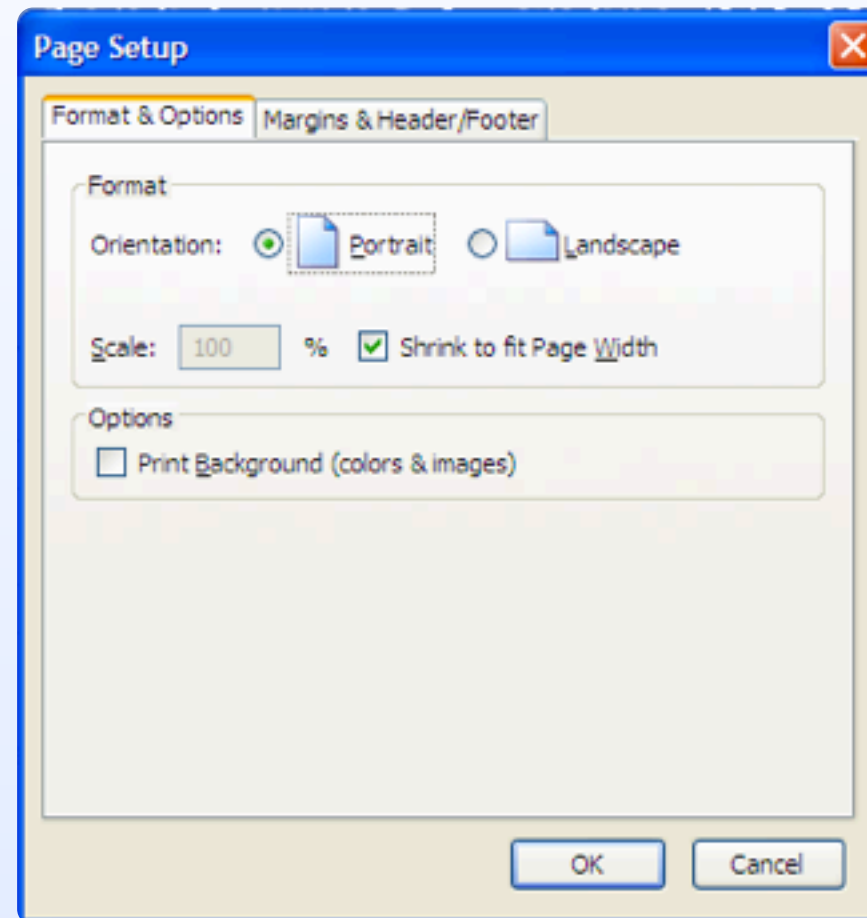 Page Setup
Format & Options Margins & Header/Footer
Format
Orientation: Portrait Landscape
Scale: 100 % Shrink to fit Page Width
Options
Print Background (colors & images)
OK Cancel